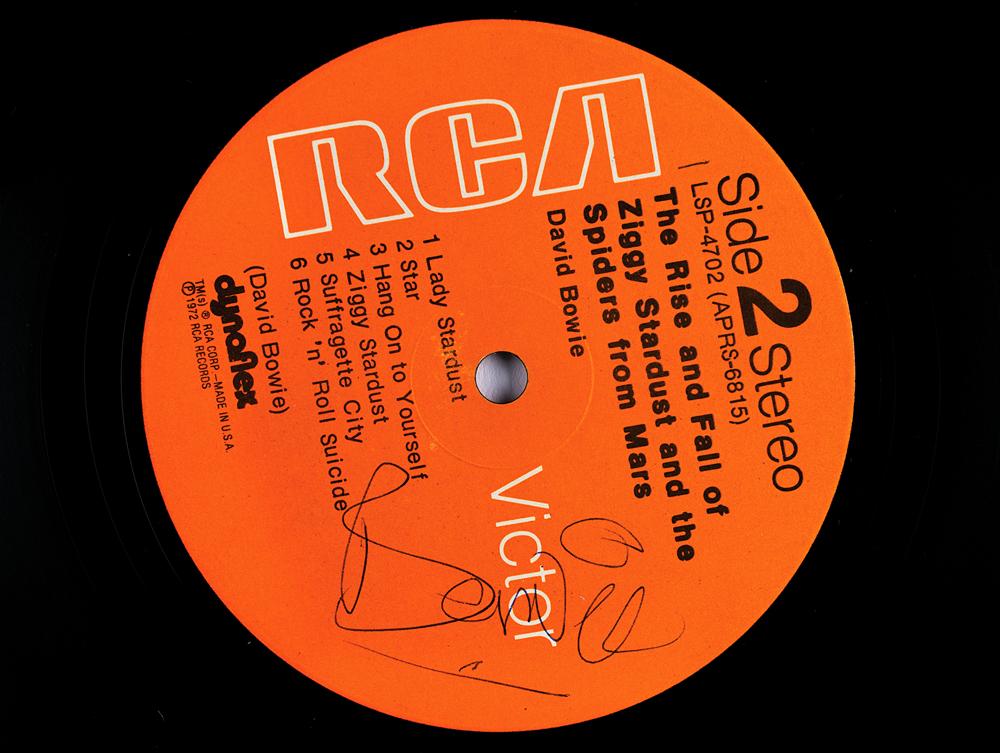 RCA
Victor
Side 2 Stereo
LSP-4702 (APRS-6815)
The Rise and Fall of
Ziggy Stardust and the
Spiders from Mars
David Bowie
1 Lady Stardust
2 Star
3 Hang On to Yourself
4 Ziggy Stardust
5 Suffragette City
6 Rock 'n' Roll Suicide
(David Bowie)
dynaflex
TM(s) ® RCA CORP.–MADE IN U.S.A.
℗ 1972 RCA RECORDS